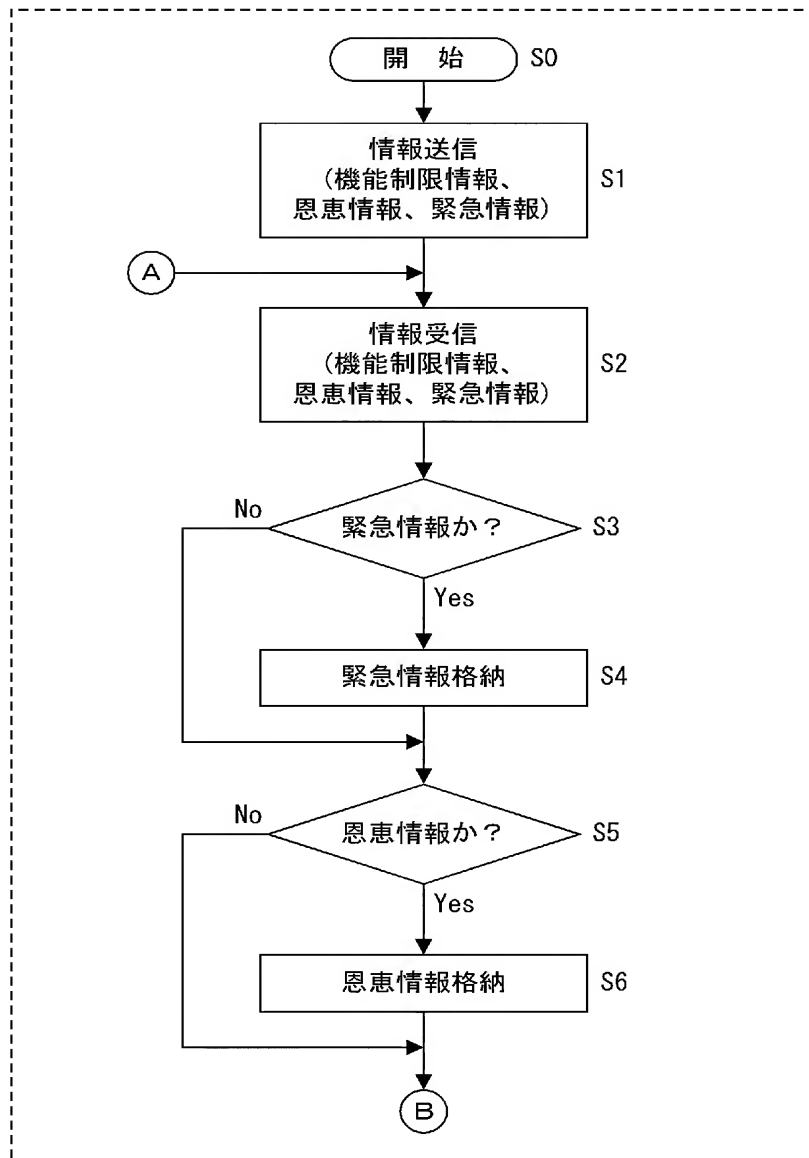 開 始 S0
情報送信
(機能制限情報、 S1
恩恵情報、緊急情報)
A
情報受信
(機能制限情報、 S2
恩恵情報、緊急情報)
No
緊急情報か? S3
Yes
緊急情報格納 S4
No
恩恵情報か? S5
Yes
恩恵情報格納 S6
B